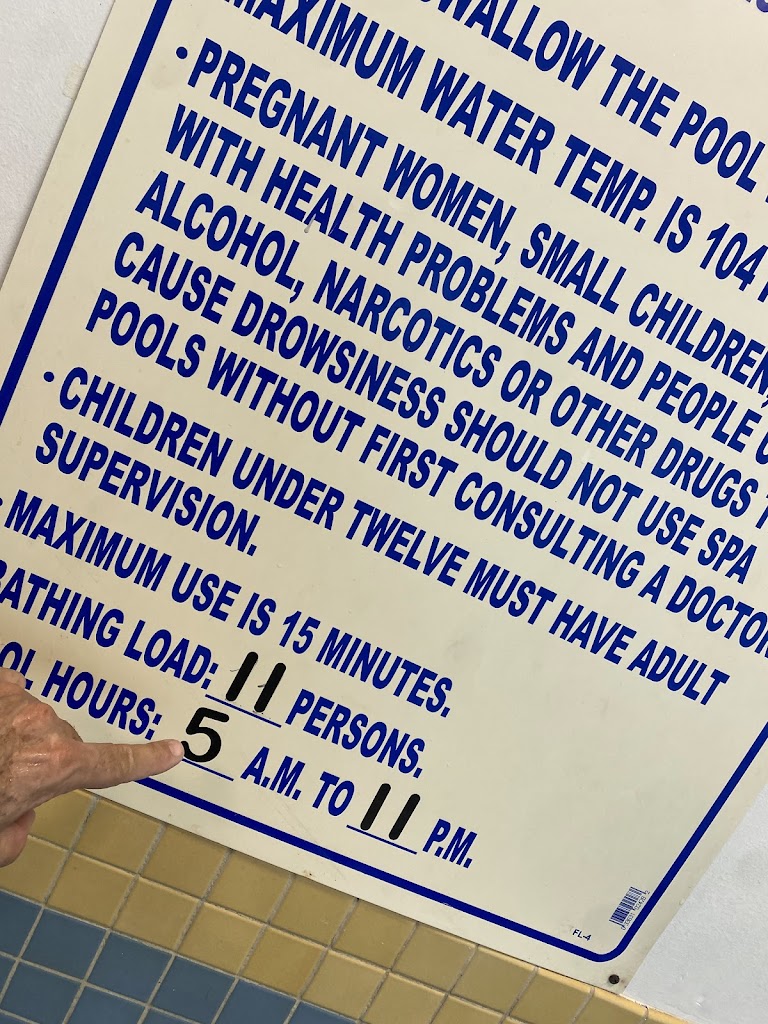 SWALLOW THE POOL
MAXIMUM WATER TEMP. IS 104
• PREGNANT WOMEN, SMALL CHILDREN,
WITH HEALTH PROBLEMS AND PEOPLE
ALCOHOL, NARCOTICS OR OTHER DRUGS
CAUSE DROWSINESS SHOULD NOT USE SPA
POOLS WITHOUT FIRST CONSULTING A DOCTOR
• CHILDREN UNDER TWELVE MUST HAVE ADULT
SUPERVISION.
• MAXIMUM USE IS 15 MINUTES.
BATHING LOAD: 11 PERSONS.
OL HOURS: 5 A.M. TO 11 P.M.
FL-4